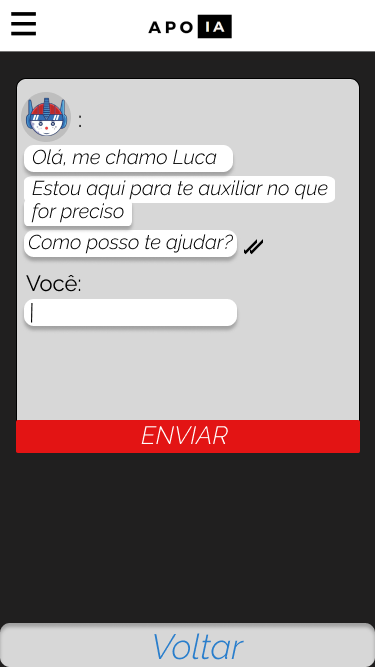 APOIA
:
Olá, me chamo Luca
Estou aqui para te auxiliar no que
for preciso
Como posso te ajudar?
Você:
ENVIAR
Voltar